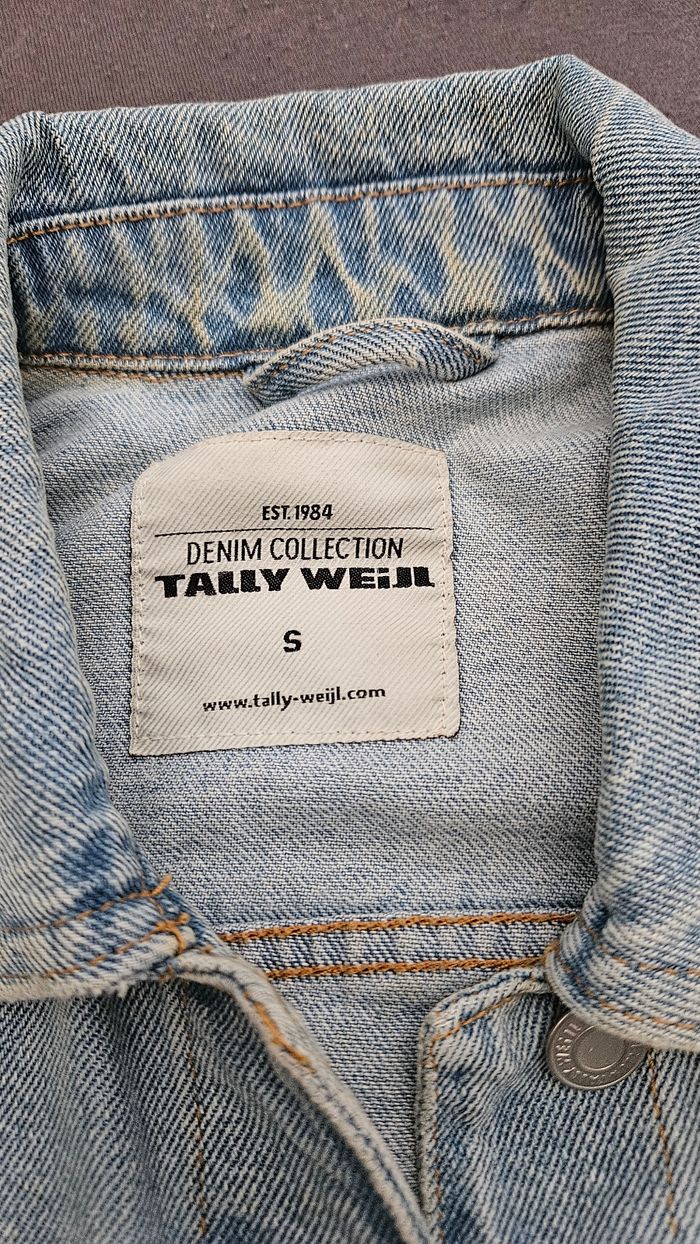 EST. 1984
DENIM COLLECTION
TALLY WEiJL
S
www.tally-weijl.com